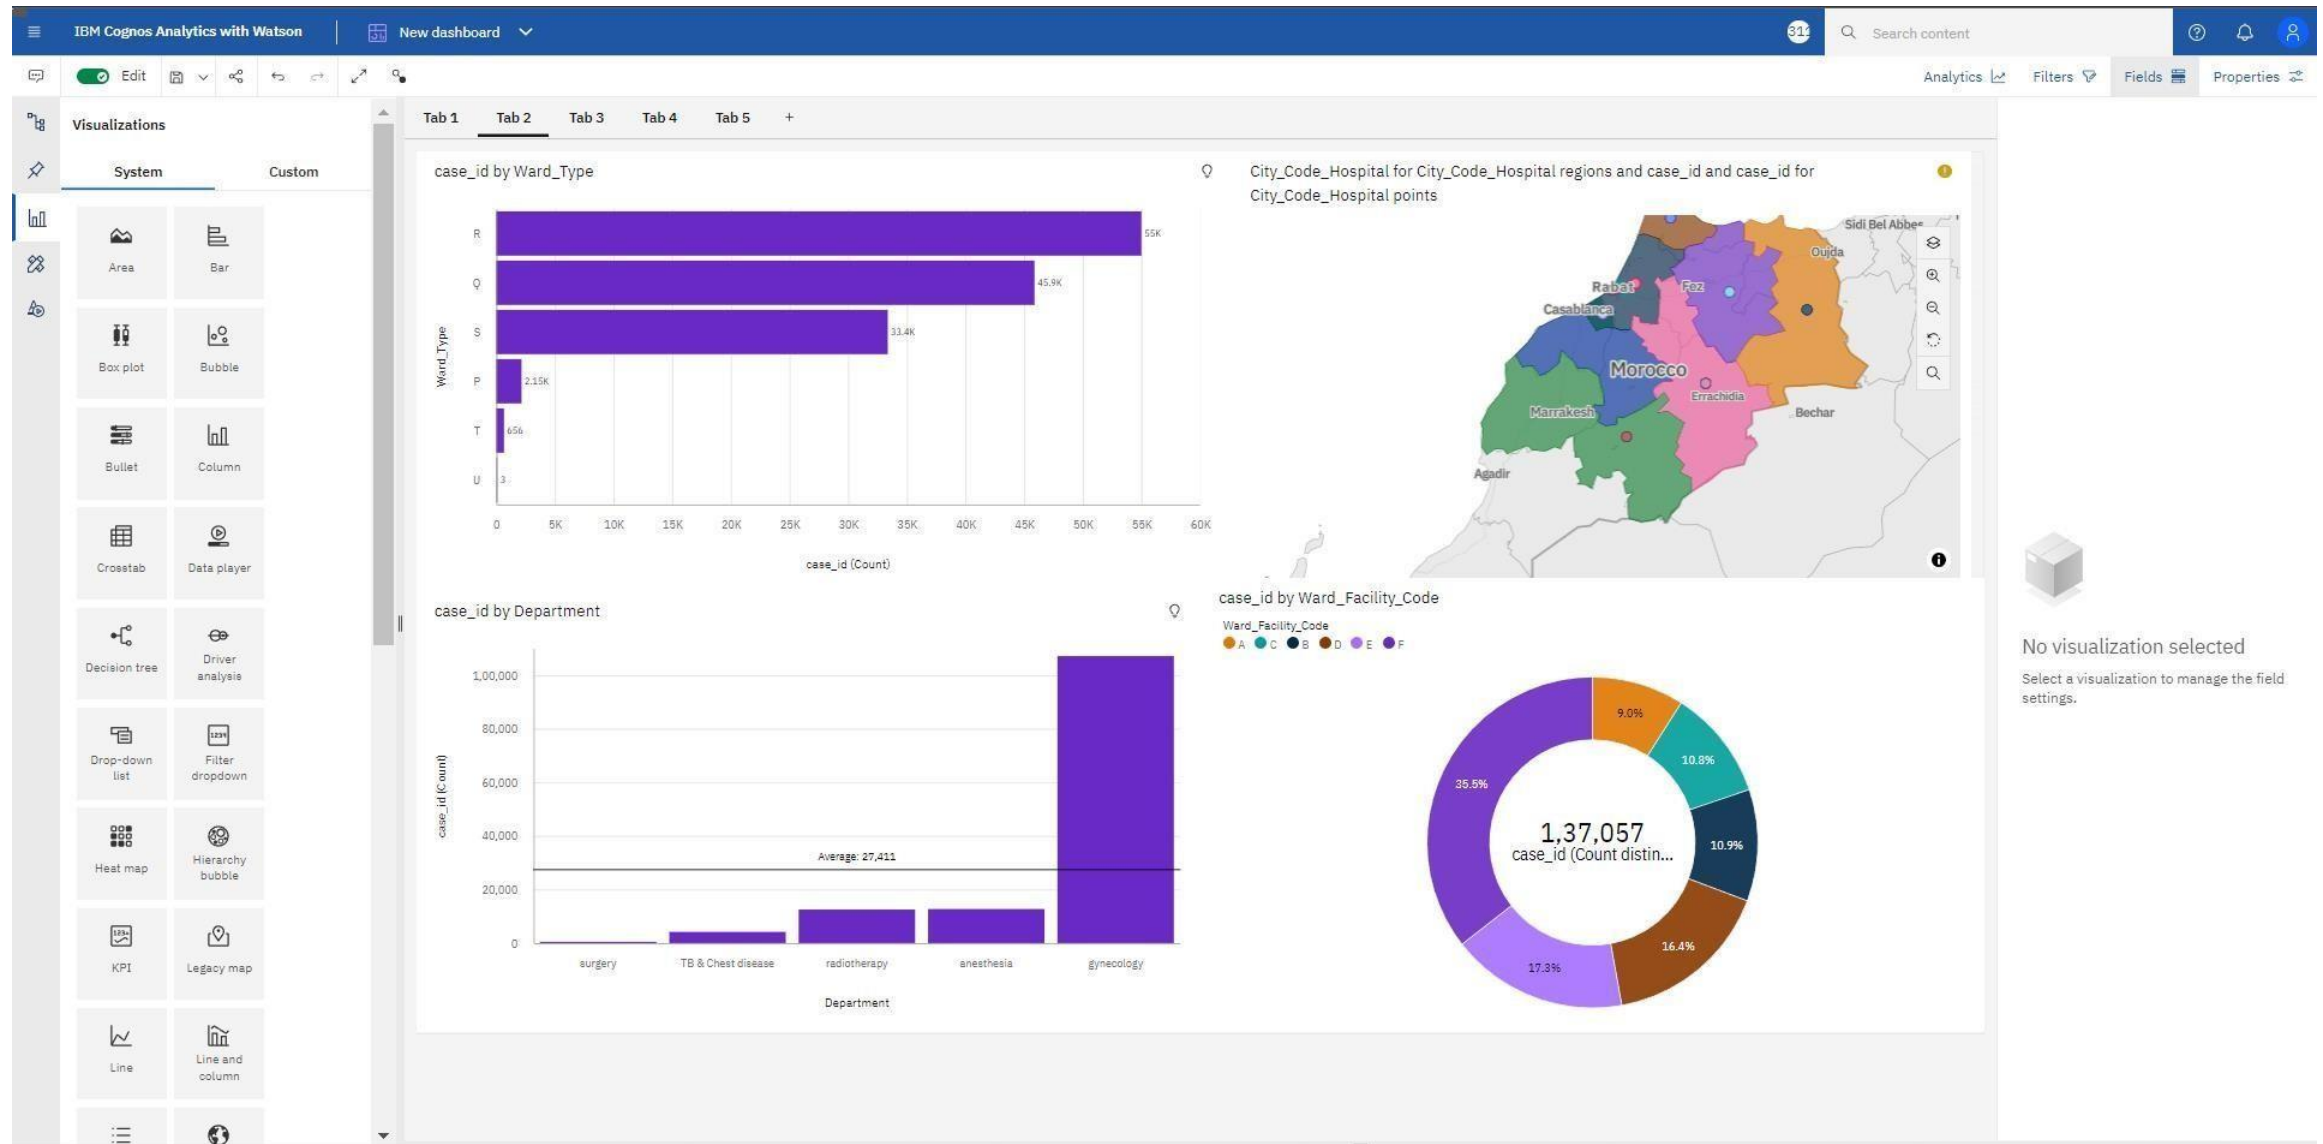 IBM Cognos Analytics with Watson
New dashboard
311
Search content
Edit
Analytics
Filters
Fields
Properties
Visualizations
System
Custom
Area
Bar
Box plot
Bubble
Bullet
Column
Crosstab
Data player
Decision tree
Driver
analysis
Drop-down
list
Filter
dropdown
Heat map
Hierarchy
bubble
KPI
Legacy map
Line
Line and
column
Tab 1
Tab 2
Tab 3
Tab 4
Tab 5
+
case_id by Ward_Type
Ward_Type
R
55K
Q
45.9K
S
33.4K
P
2.15K
T
656
U
3
0
5K
10K
15K
20K
25K
30K
35K
40K
45K
50K
55K
60K
case_id (Count)
City_Code_Hospital for City_Code_Hospital regions and case_id and case_id for
City_Code_Hospital points
Sidi Bel Abbes
Oujda
Rabat
Fez
Casablanca
Morocco
Errachidia
Marrakesh
Bechar
Agadir
case_id by Department
case_id (Count)
1,00,000
80,000
60,000
40,000
20,000
0
Average: 27,411
surgery
TB & Chest disease
radiotherapy
anesthesia
gynecology
Department
case_id by Ward_Facility_Code
Ward_Facility_Code
A
C
B
D
E
F
9.0%
10.8%
10.9%
16.4%
17.3%
35.5%
1,37,057
case_id (Count distin...
No visualization selected
Select a visualization to manage the field
settings.